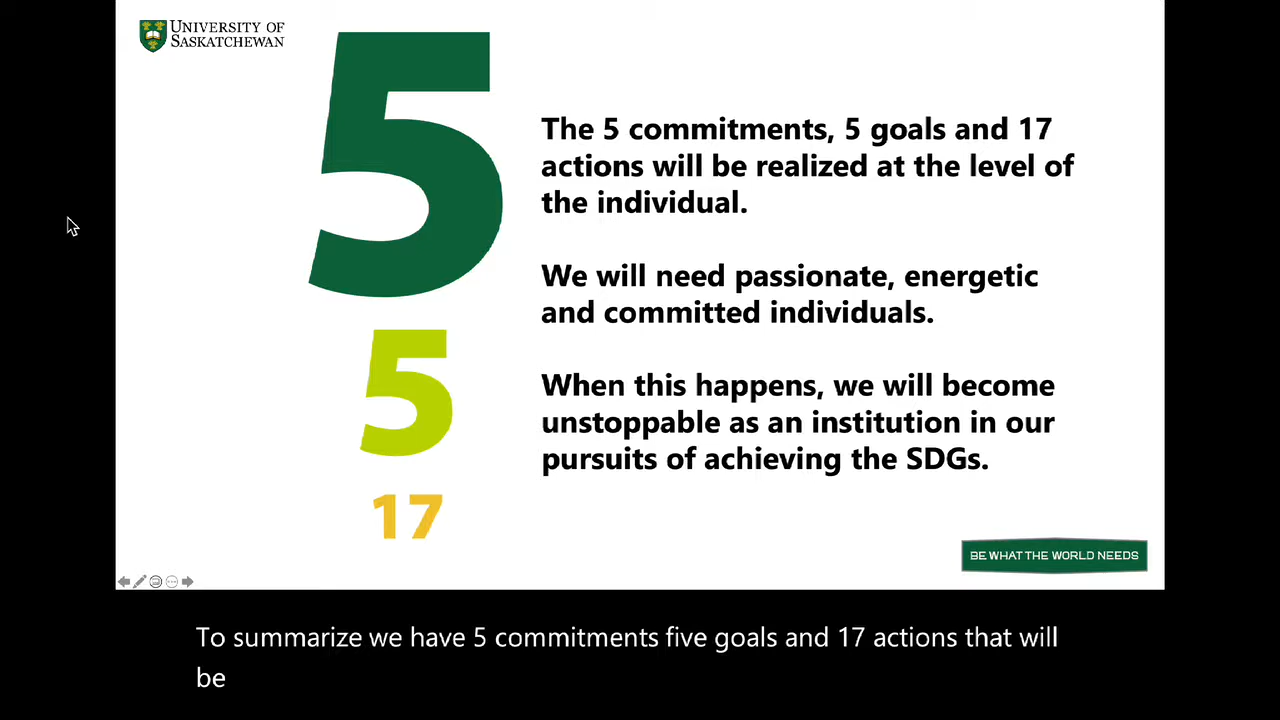 UNIVERSITY OF
SASKATCHEWAN
5
The 5 commitments, 5 goals and 17
actions will be realized at the level of
the individual.
We will need passionate, energetic
and committed individuals.
5
When this happens, we will become
unstoppable as an institution in our
pursuits of achieving the SDGs.
17
BE WHAT THE WORLD NEEDS
To summarize we have 5 commitments five goals and 17 actions that will
be